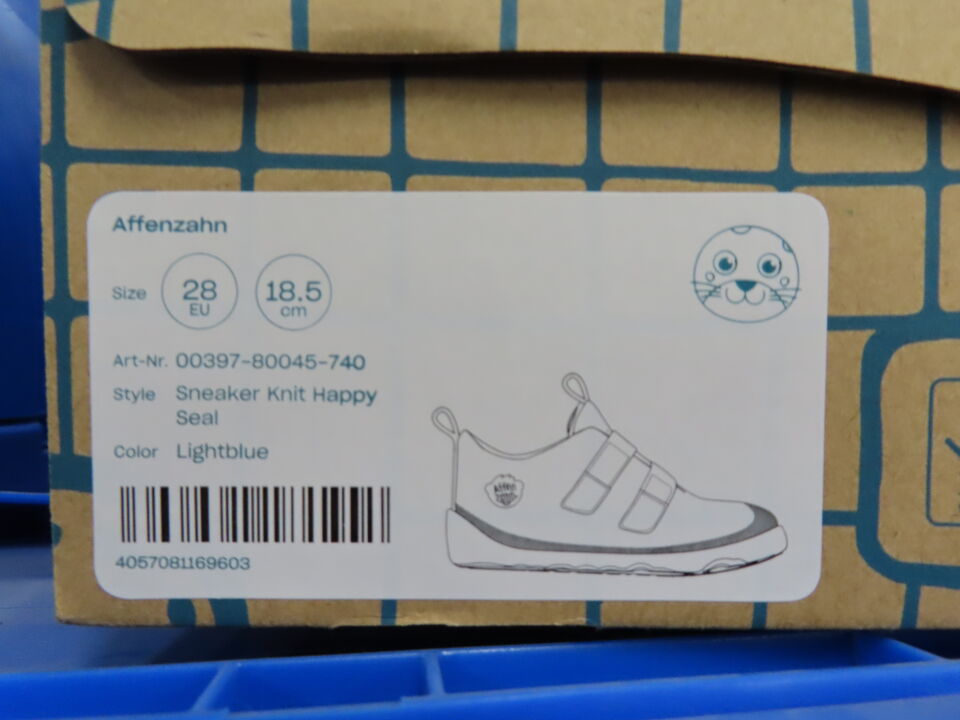 Affenzahn
Size 28 EU 18.5 cm
Art-Nr. 00397-80045-740
Style Sneaker Knit Happy
Seal
Color Lightblue
4057081169603
Affen